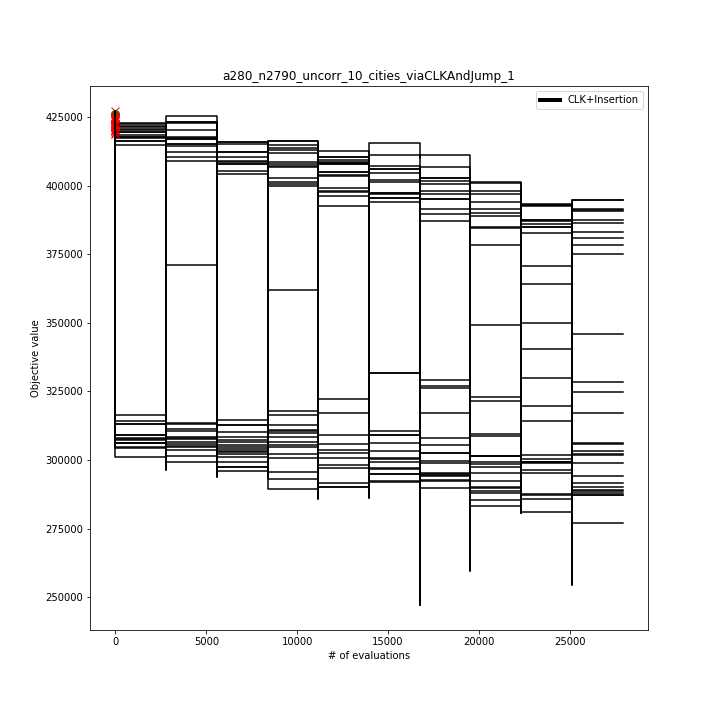 a280_n2790_uncorr_10_cities_viaCLKAndJump_1
CLK+Insertion
425000
400000
375000
350000
325000
300000
275000
250000
Objective value
0 5000 10000 15000 20000 25000
# of evaluations